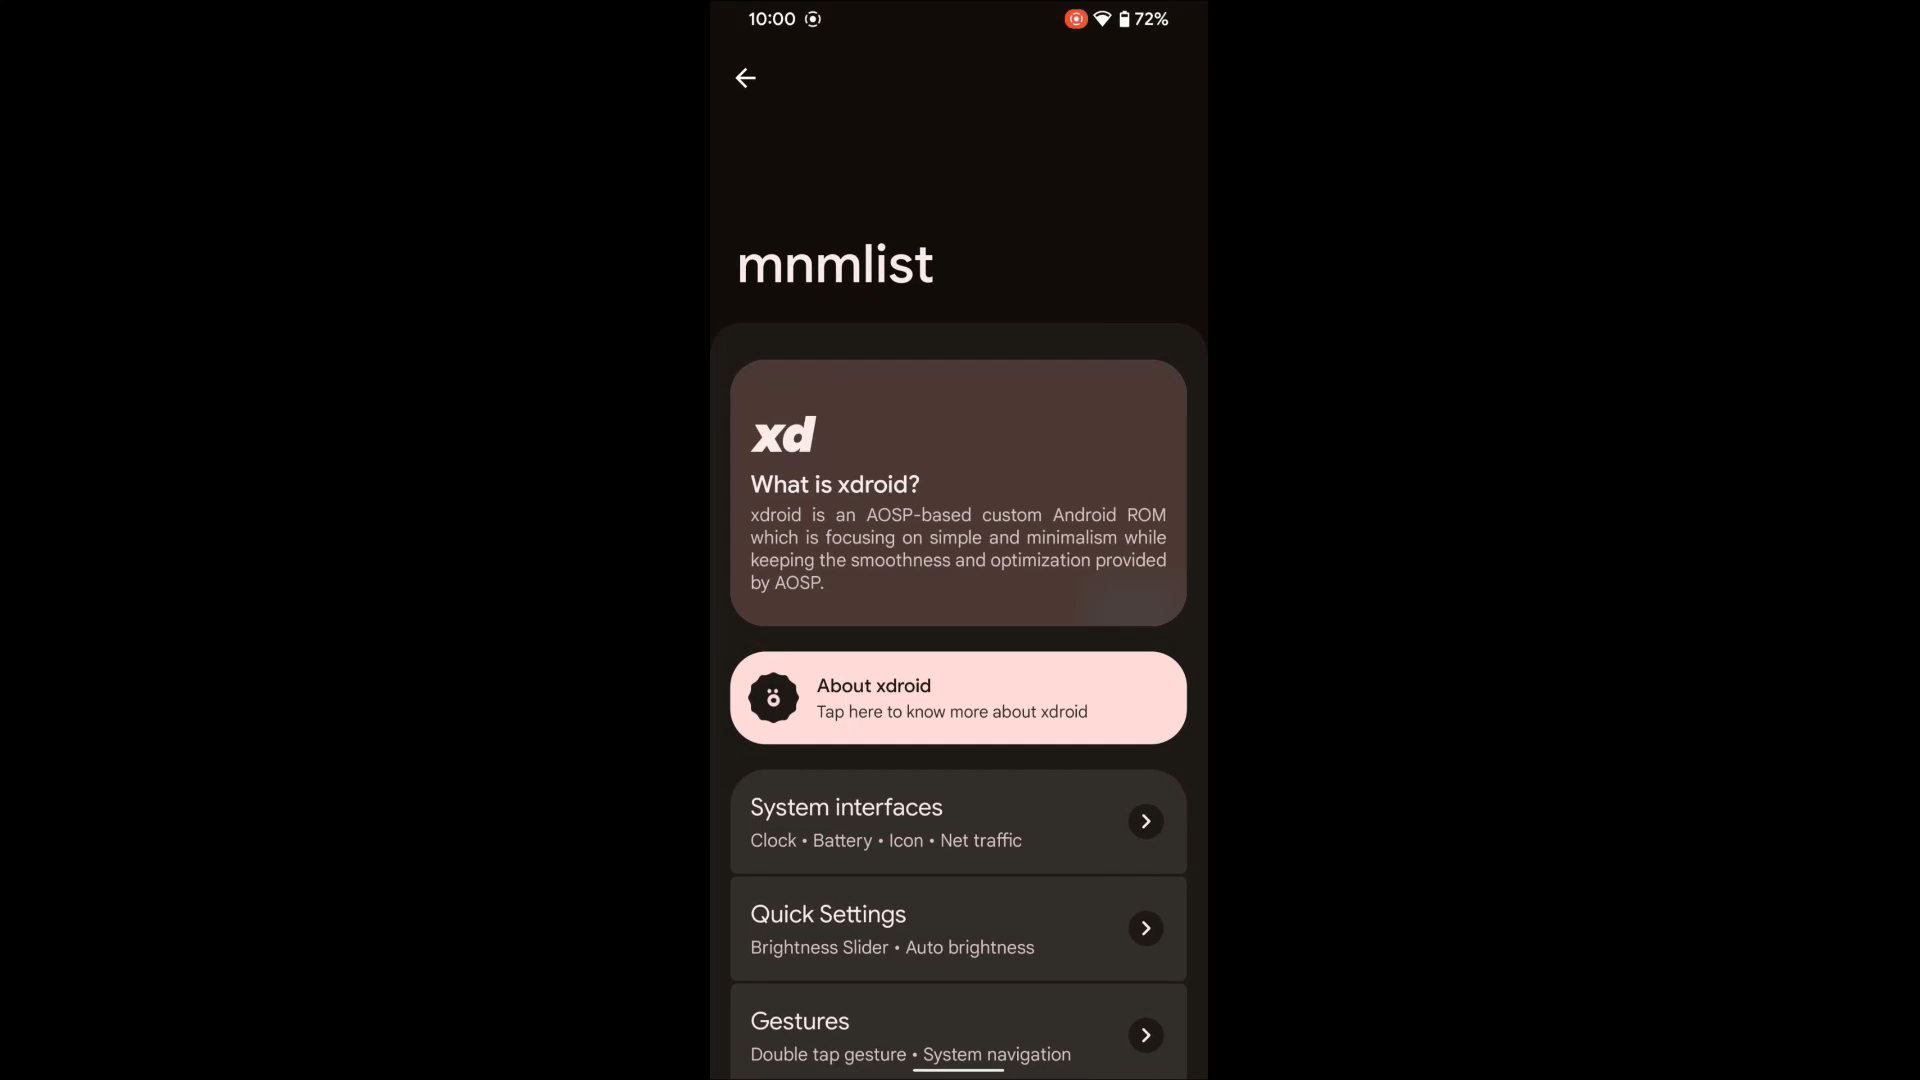 10:00
72%
mnmlist
xd
What is xdroid?
xdroid is an AOSP-based custom Android ROM
which is focusing on simple and minimalism while
keeping the smoothness and optimization provided
by AOSP.
About xdroid
Tap here to know more about xdroid
System interfaces
Clock • Battery • Icon • Net traffic
Quick Settings
Brightness Slider • Auto brightness
Gestures
Double tap gesture • System navigation